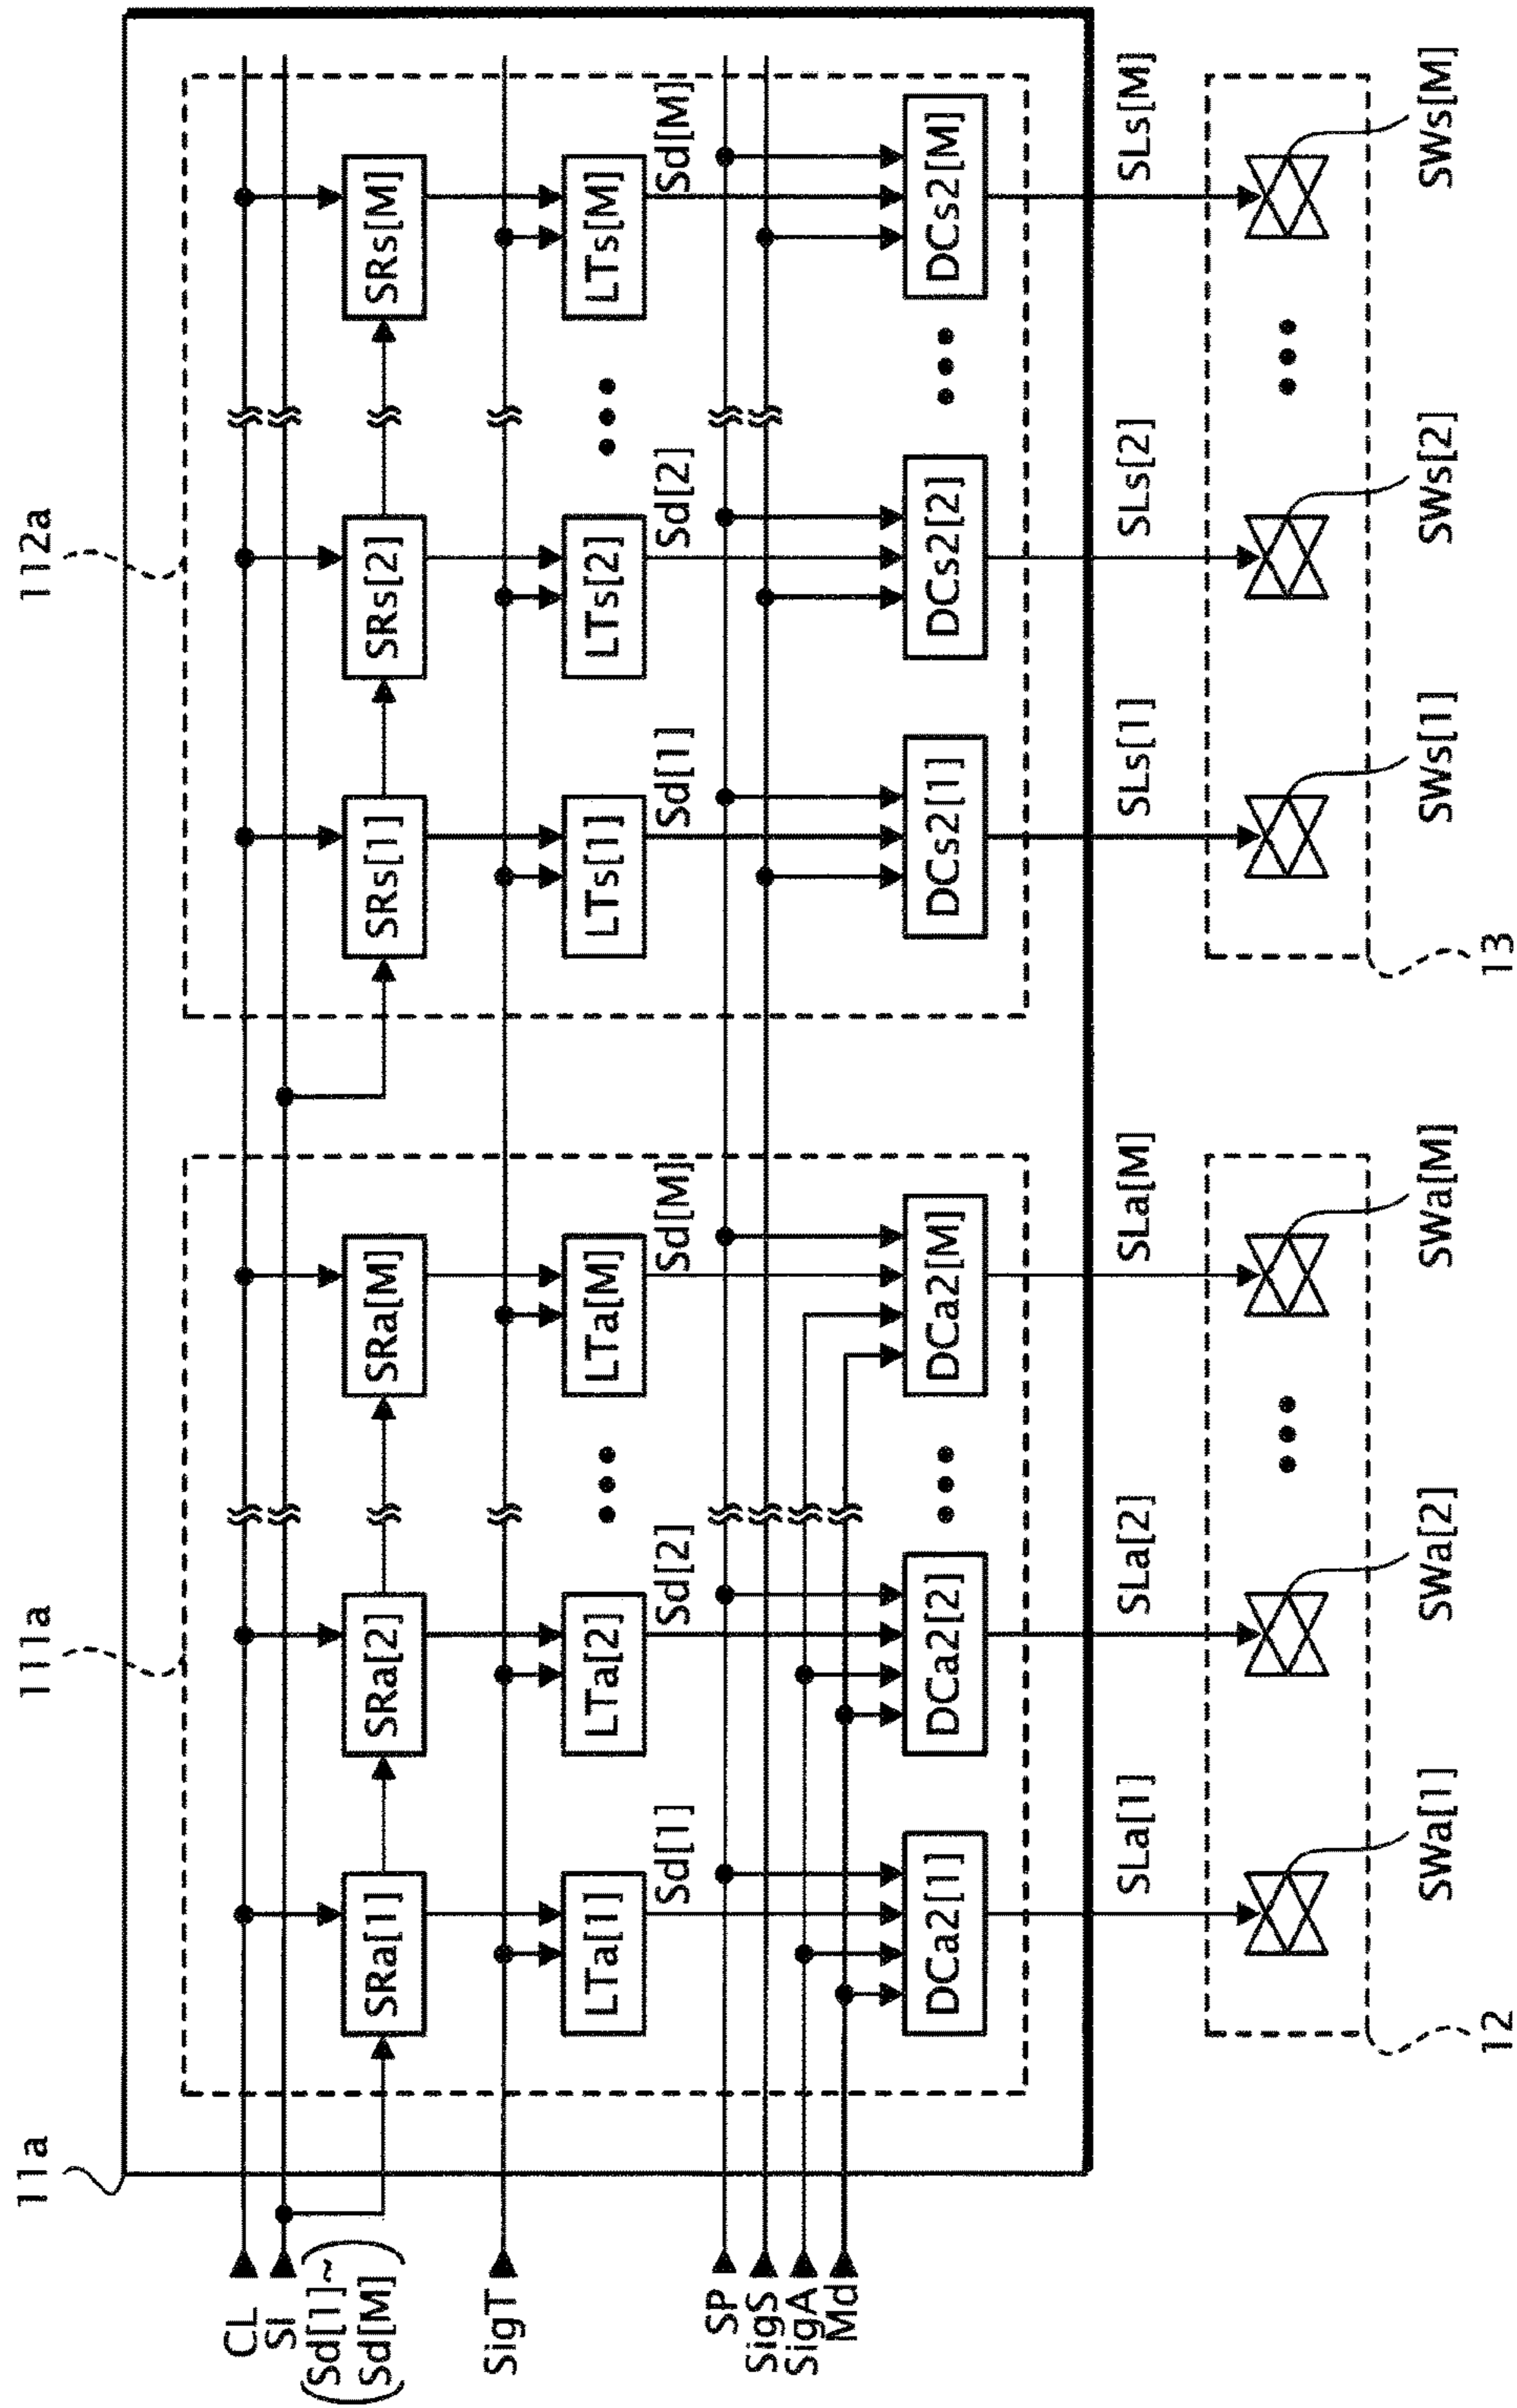 11a
111a
112a
CL
SI
(Sd[1]~
Sd[M])
SRa[1]
SRa[2]
SRa[M]
SRs[1]
SRs[2]
SRs[M]
SigT
LTa[1]
LTa[2]
LTa[M]
LTs[1]
LTs[2]
LTs[M]
Sd[1]
Sd[2]
Sd[M]
Sd[1]
Sd[2]
Sd[M]
SP
SigS
SigA
Md
DCa2[1]
DCa2[2]
DCa2[M]
DCs2[1]
DCs2[2]
DCs2[M]
SLa[1]
SLa[2]
SLa[M]
SLs[1]
SLs[2]
SLs[M]
SWa[1]
SWa[2]
SWa[M]
SWs[1]
SWs[2]
SWs[M]
12
13